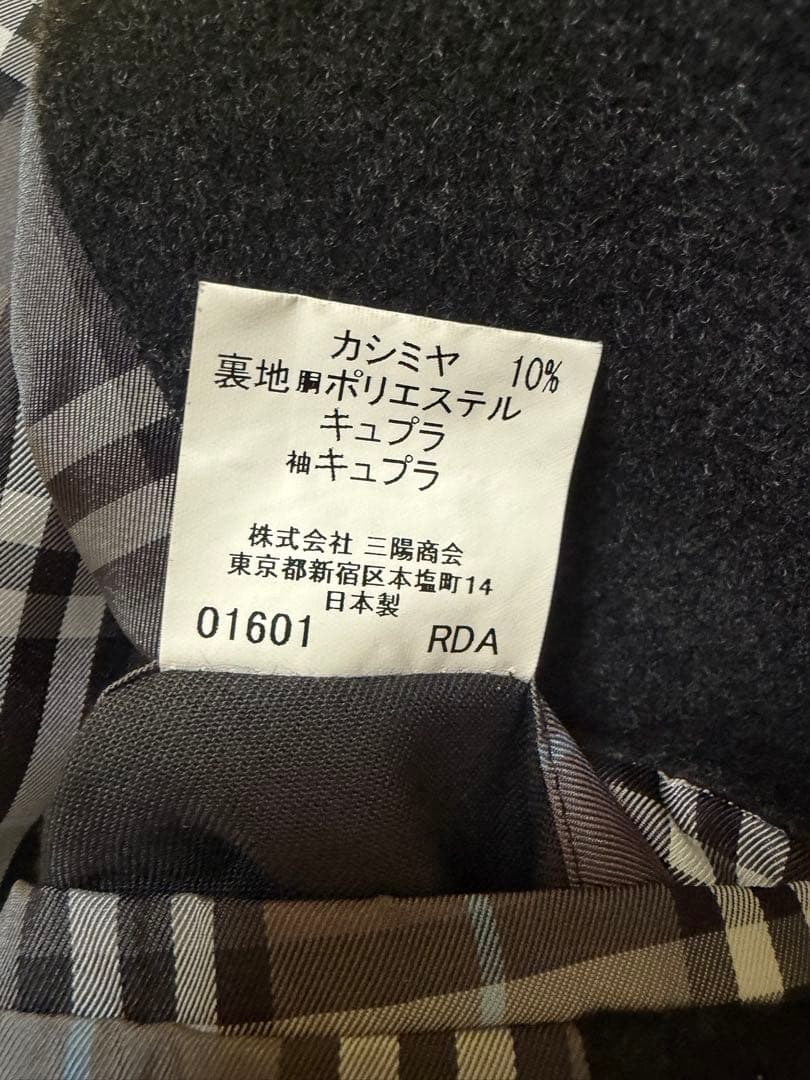 カシミヤ 10%
裏地 胴ポリエステル
キュプラ
袖キュプラ
株式会社 三陽商会
東京都新宿区本塩町14
日本製
01601 RDA